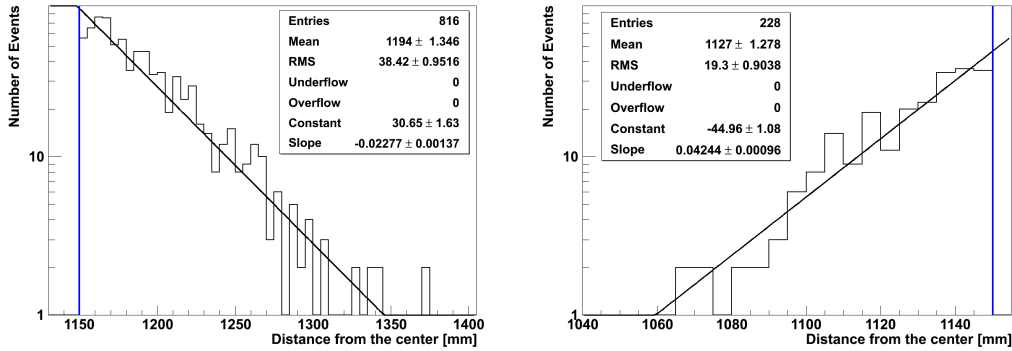 Number of Events
Entries 816
Mean 1194 ± 1.346
RMS 38.42 ± 0.9516
Underflow 0
Overflow 0
Constant 30.65 ± 1.63
Slope -0.02277 ± 0.00137
10
1
1150 1200 1250 1300 1350 1400
Distance from the center [mm]
Number of Events
Entries 228
Mean 1127 ± 1.278
RMS 19.3 ± 0.9038
Underflow 0
Overflow 0
Constant -44.96 ± 1.08
Slope 0.04244 ± 0.00096
10
1
1040 1060 1080 1100 1120 1140
Distance from the center [mm]